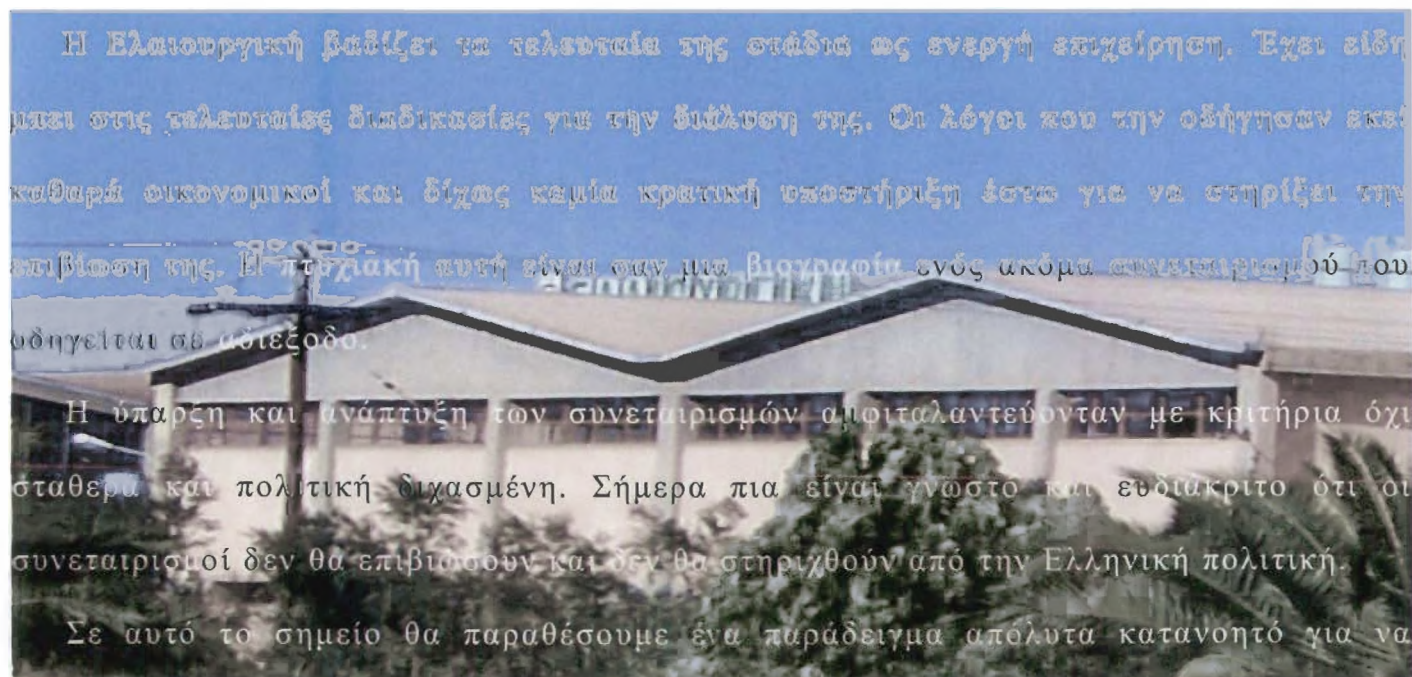 Η Ελαιουργική βαδίζει τα τελευταία της στάδια ως ενεργή επιχείρηση. Έχει είδη
μπει στις τελευταίες διαδικασίες για την διάλυση της. Οι λόγοι που την οδήγησαν εκεί
καθαρά οικονομικοί και δίχως καμία κρατική υποστήριξη έστω για να στηρίξει την
επιβίωση της. Η πτυχιακή αυτή είναι σαν μια βιογραφία ενός ακόμα συνεταιρισμού που
οδηγείται σε αδιέξοδο.
Η ύπαρξη και ανάπτυξη των συνεταιρισμών αμφιταλαντεύονταν με κριτήρια όχι
σταθερά και πολιτική διχασμένη. Σήμερα πια είναι γνωστό και ευδιάκριτο ότι οι
συνεταιρισμοί δεν θα επιβιώσουν και δεν θα στηριχθούν από την Ελληνική πολιτική.
Σε αυτό το σημείο θα παραθέσουμε ένα παράδειγμα απόλυτα κατανοητό για να